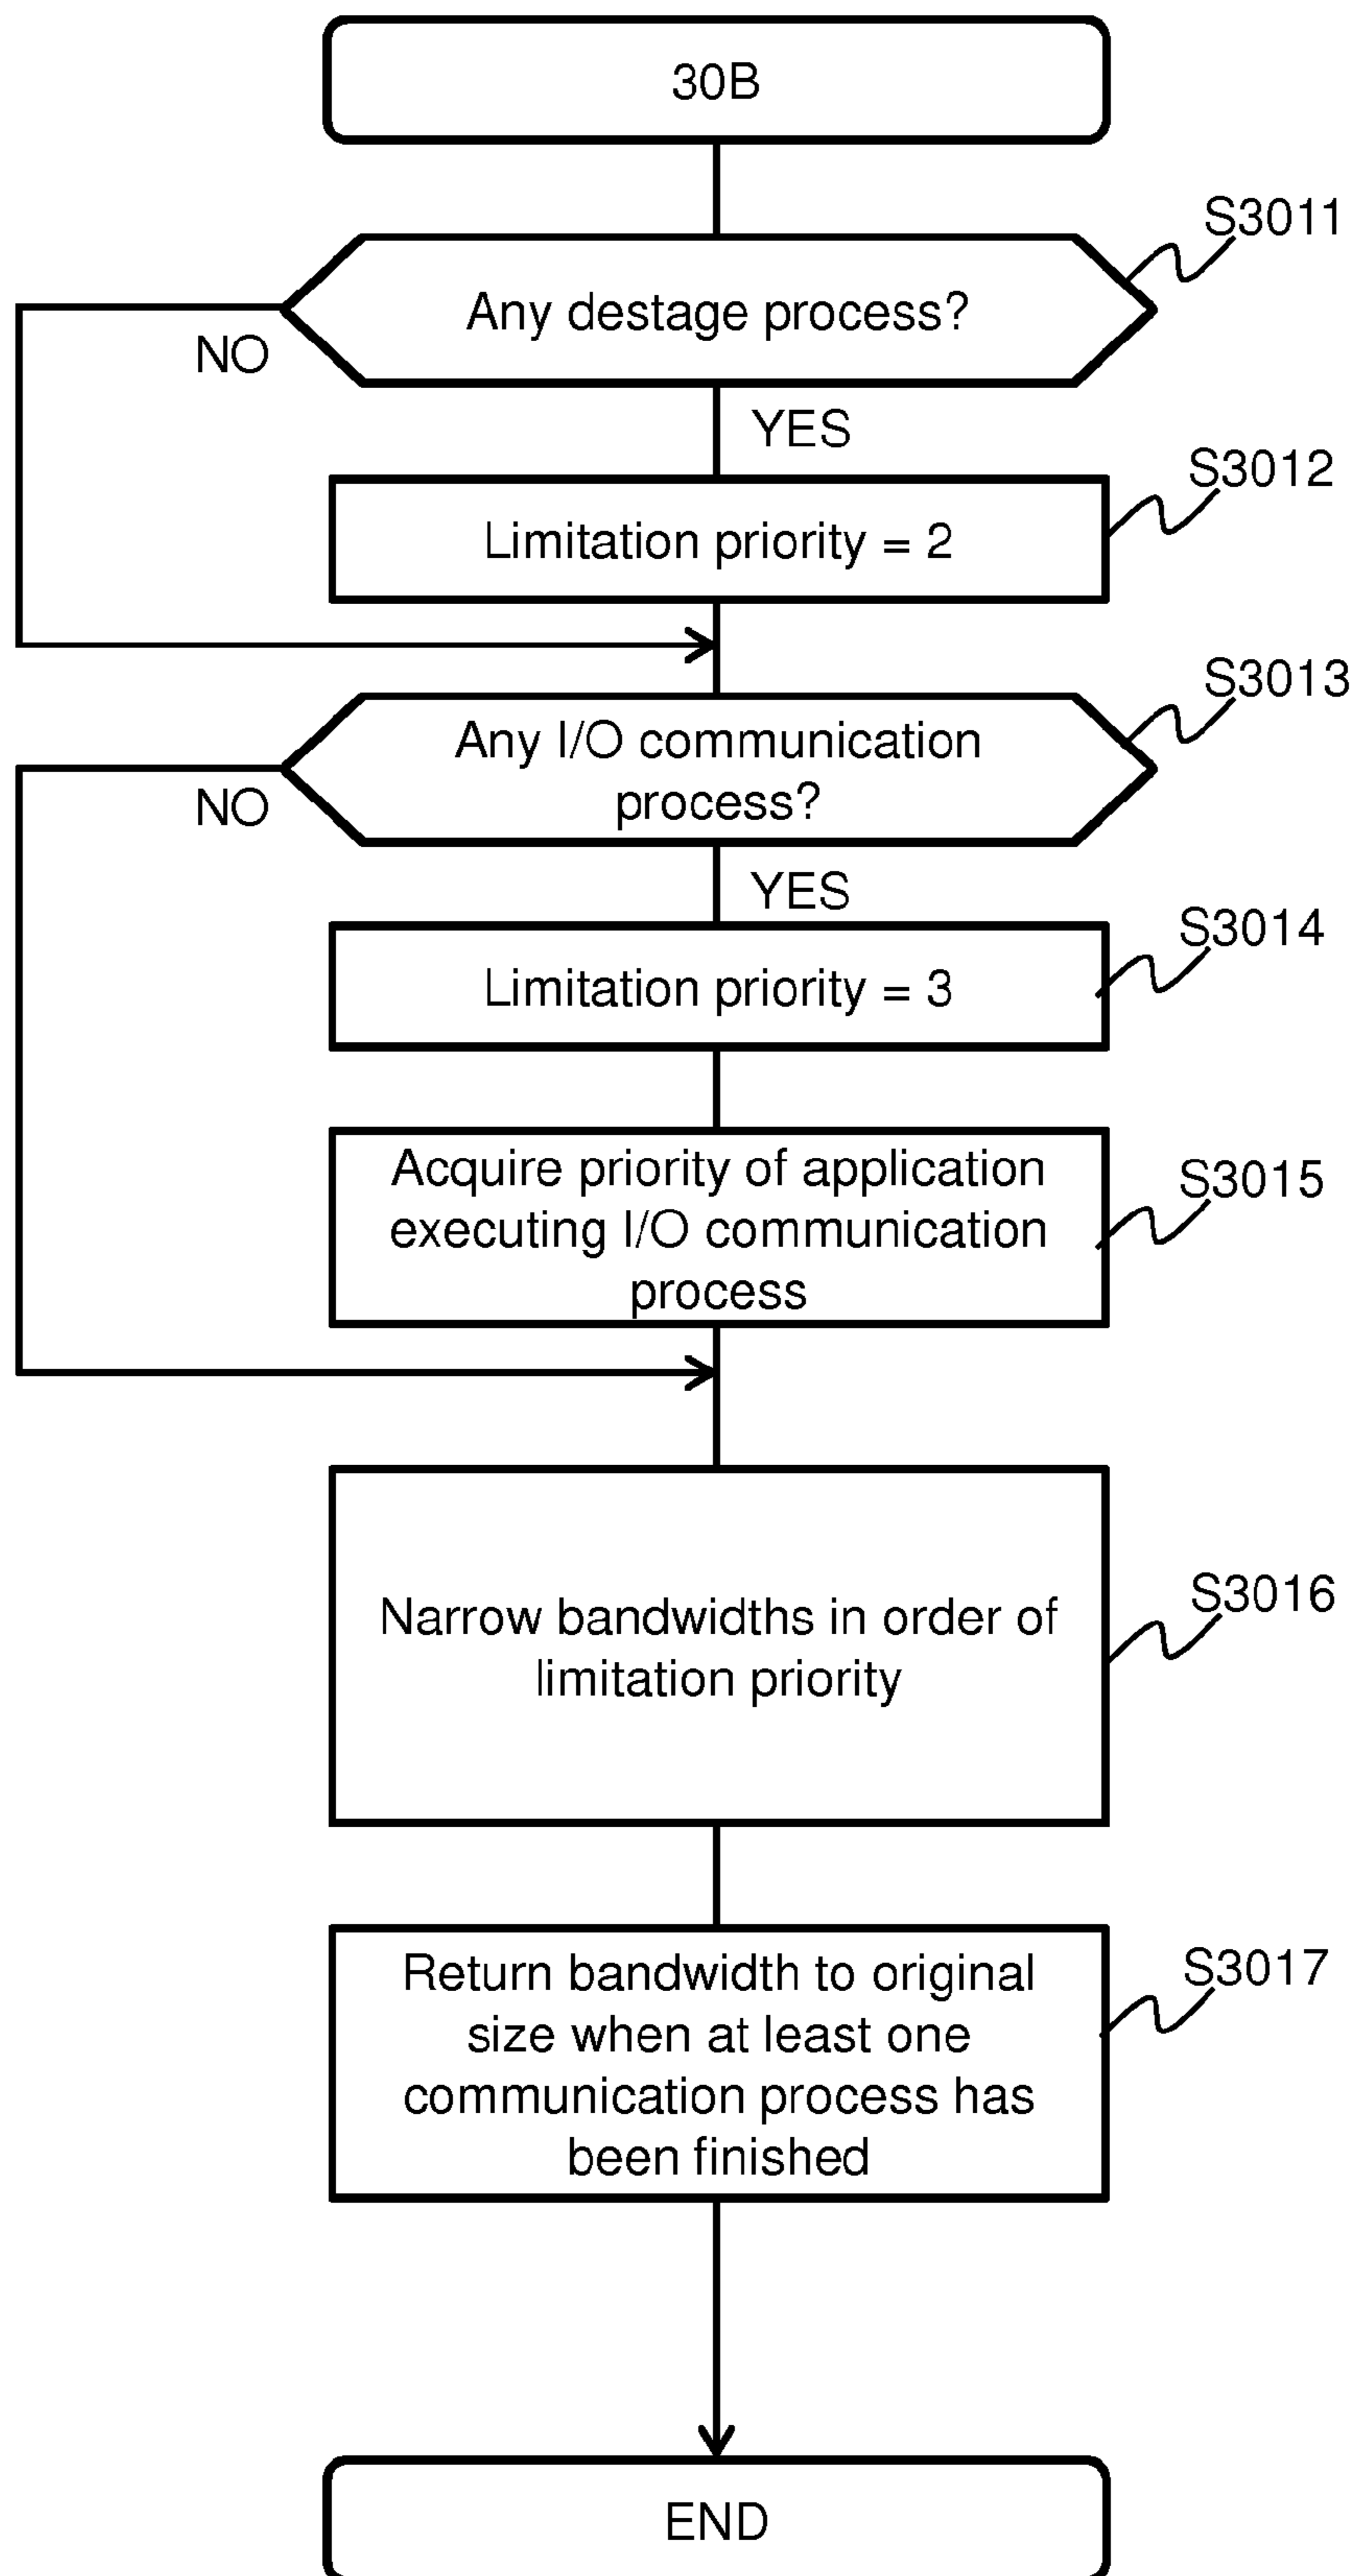 30B
S3011
Any destage process?
NO
YES
S3012
Limitation priority = 2
S3013
Any I/O communication
process?
NO
YES
S3014
Limitation priority = 3
Acquire priority of application
executing I/O communication
process
S3015
S3016
Narrow bandwidths in order of
limitation priority
S3017
Return bandwidth to original
size when at least one
communication process has
been finished
END